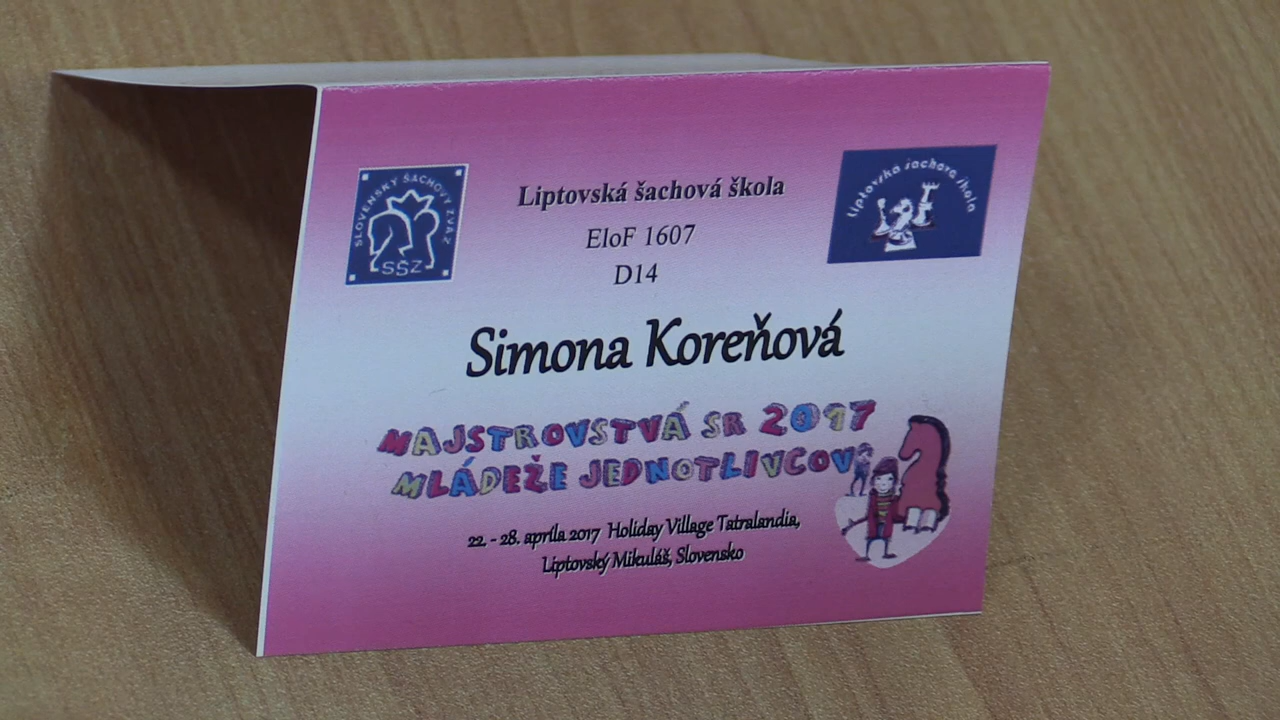 SLOVENSKÝ ŠACHOVÝ ZVÄZ
SŠZ
Liptovská šachová škola
EloF 1607
D14
liptovská šachová škola
Simona Koreňová
MAJSTROVSTVÁ SR 2017
MLÁDEŽE JEDNOTLIVCOV
22. - 28. apríla 2017 Holiday Village Tatralandia,
Liptovský Mikuláš, Slovensko